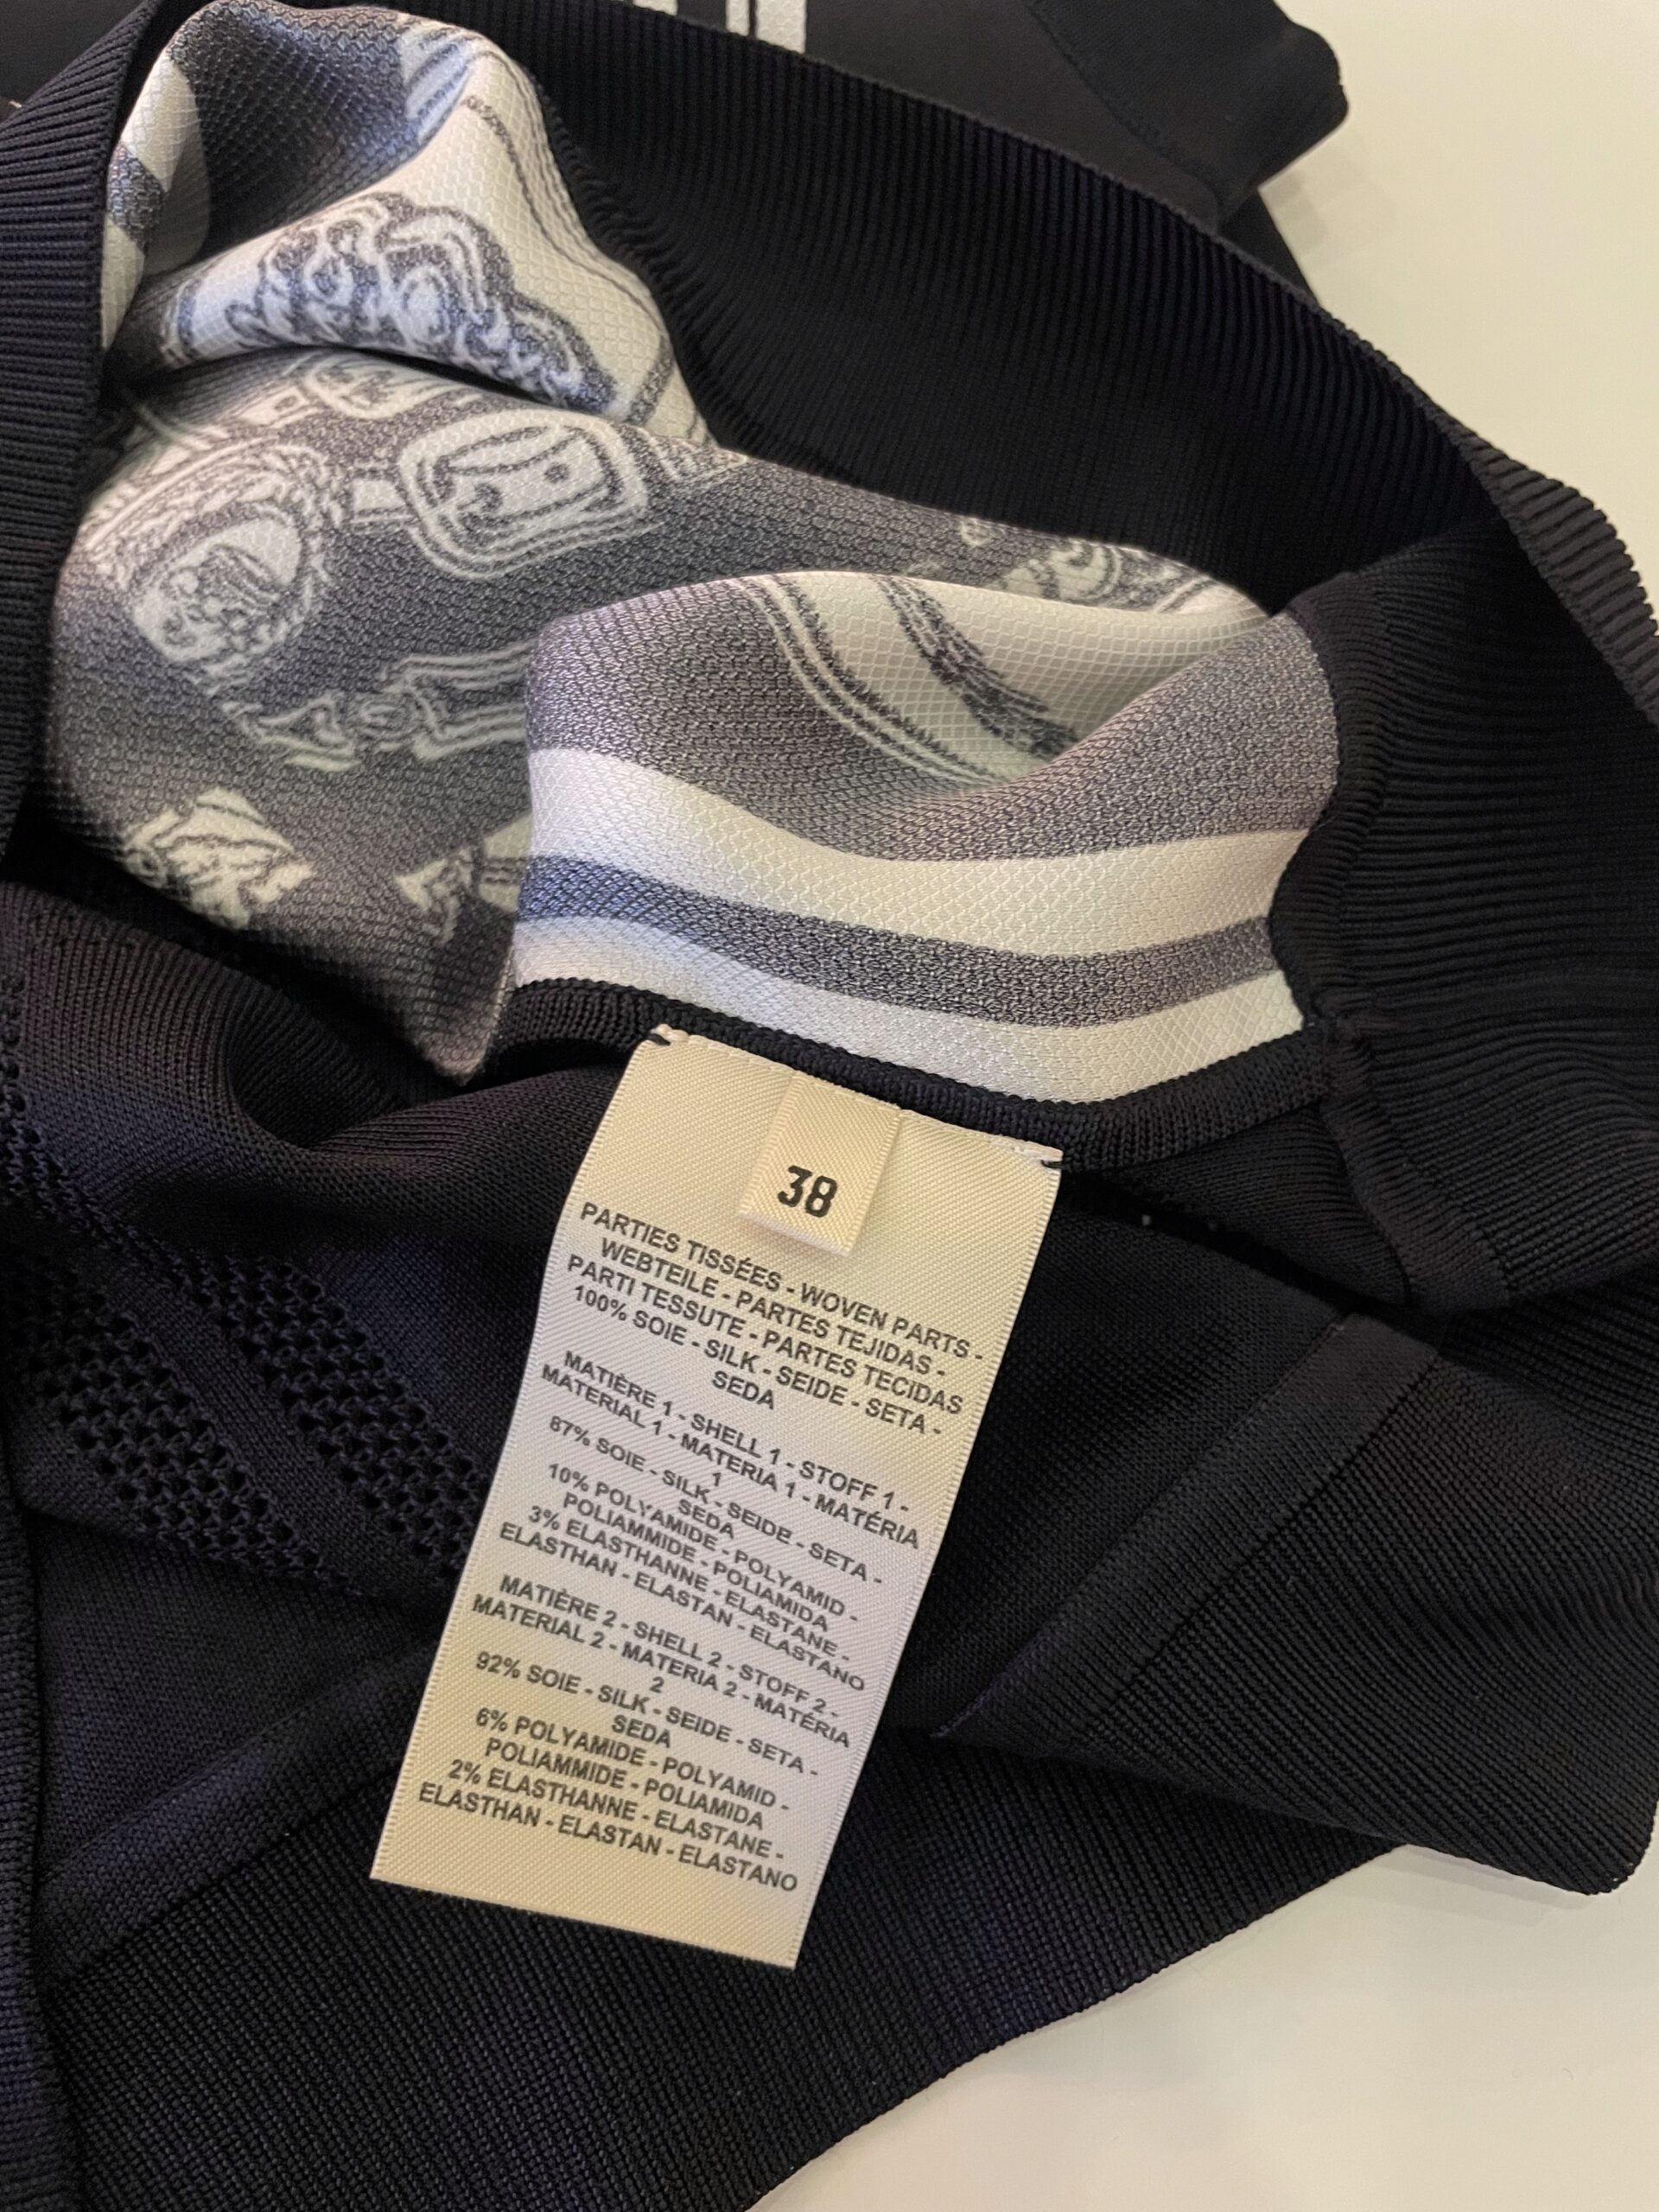 38
PARTIES TISSÉES - WOVEN PARTS -
WEBTEILE - PARTES TEJIDAS -
PARTI TESSUTE - PARTES TECIDAS
100% SOIE - SILK - SEIDE - SETA -
SEDA
MATIÈRE 1 - SHELL 1 - STOFF 1 -
MATERIAL 1 - MATERIA 1 - MATÉRIA
1
87% SOIE - SILK - SEIDE - SETA -
SEDA
10% POLYAMIDE - POLYAMID -
POLIAMMIDE - POLIAMIDA
3% ELASTHANNE - ELASTANE -
ELASTHAN - ELASTAN - ELASTANO
MATIÈRE 2 - SHELL 2 - STOFF 2 -
MATERIAL 2 - MATERIA 2 - MATÉRIA
2
92% SOIE - SILK - SEIDE - SETA -
SEDA
6% POLYAMIDE - POLYAMID -
POLIAMMIDE - POLIAMIDA
2% ELASTHANNE - ELASTANE -
ELASTHAN - ELASTAN - ELASTANO